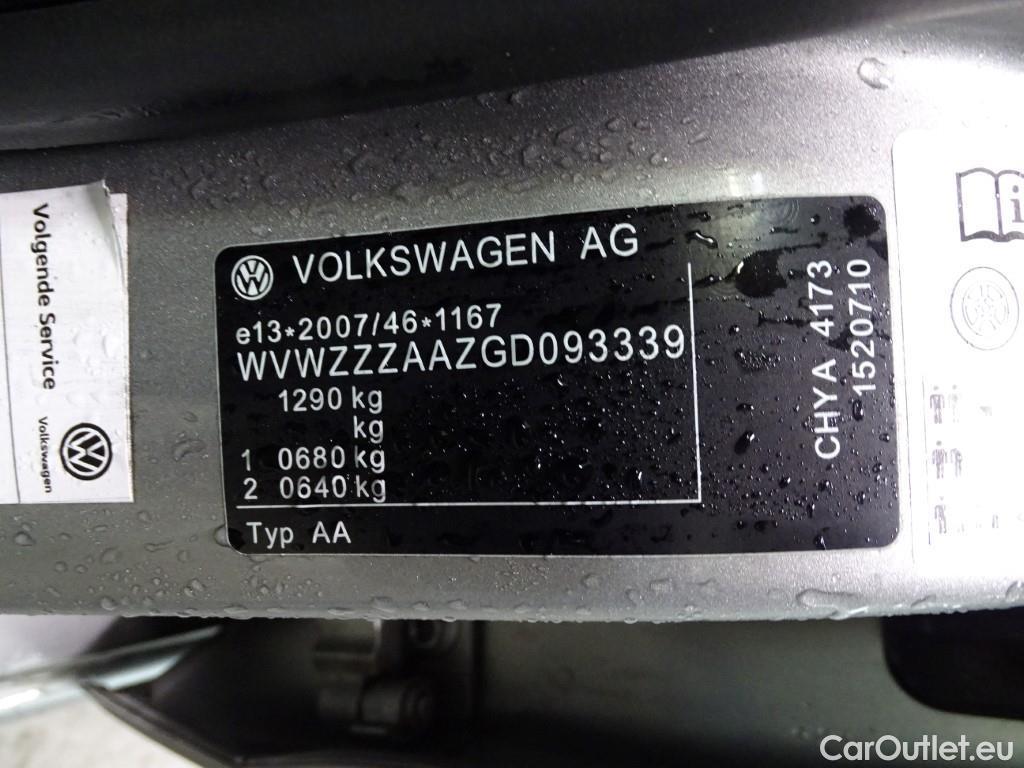 Volgende Service
Volkswagen
VOLKSWAGEN AG
e13*2007/46*1167
WVWZZZAAZGD093339
1290 kg
kg
1 0680 kg
2 0640 kg
Typ AA
CHYA 4173
1520710
i
CarOutlet.eu